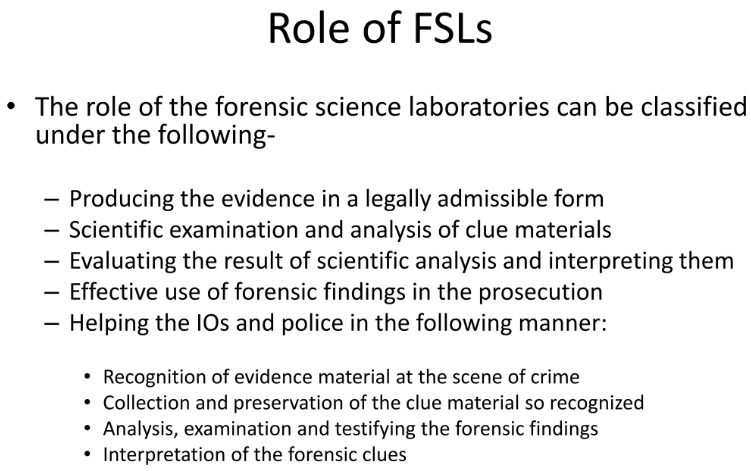 Role of FSLs
• The role of the forensic science laboratories can be classified
under the following-
– Producing the evidence in a legally admissible form
– Scientific examination and analysis of clue materials
– Evaluating the result of scientific analysis and interpreting them
– Effective use of forensic findings in the prosecution
– Helping the IOs and police in the following manner:
• Recognition of evidence material at the scene of crime
• Collection and preservation of the clue material so recognized
• Analysis, examination and testifying the forensic findings
• Interpretation of the forensic clues